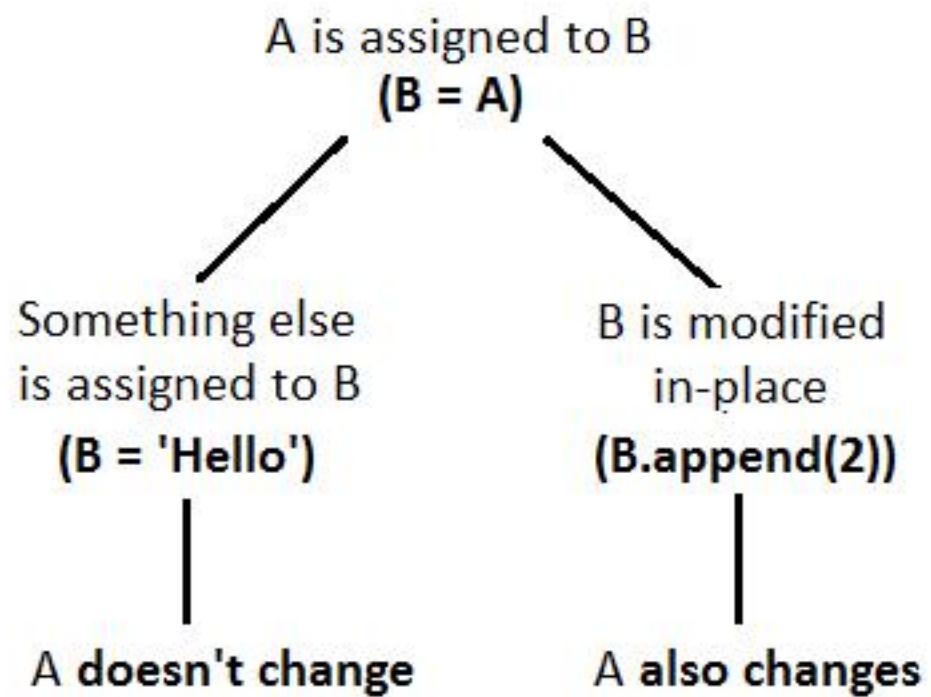 A is assigned to B
(B = A)
Something else
is assigned to B
(B = 'Hello')
A doesn't change
B is modified
in-place
(B.append(2))
A also changes